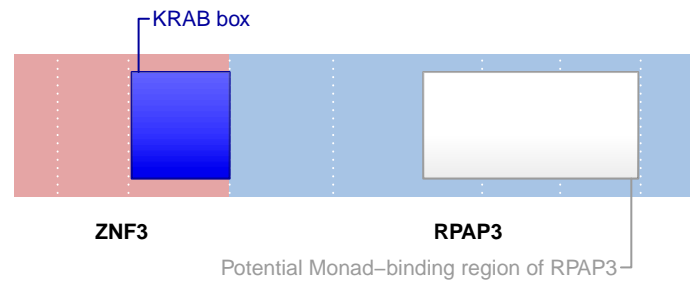 KRAB box
ZNF3
RPAP3
Potential Monad−binding region of RPAP3